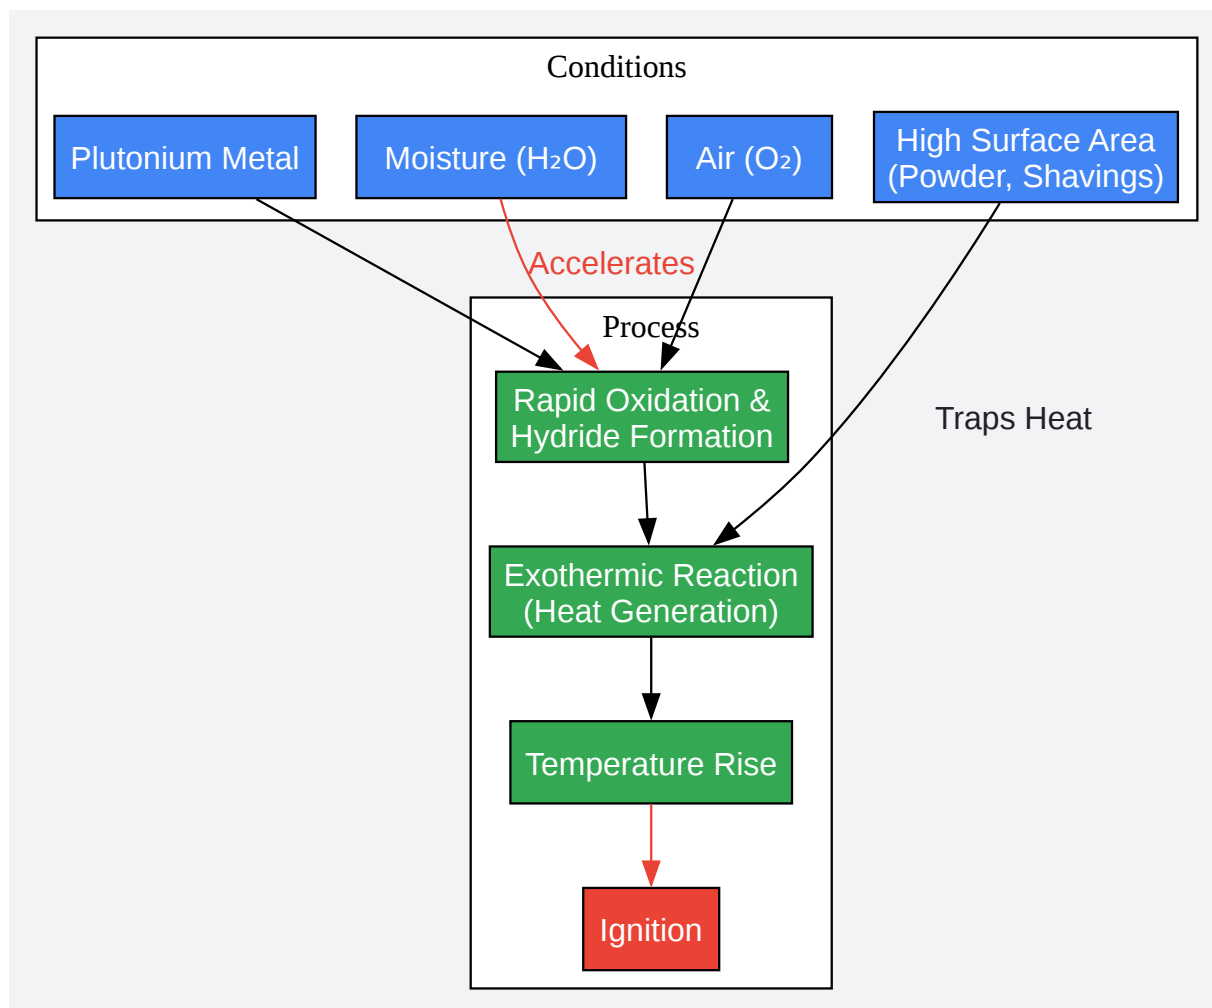 Conditions
Plutonium Metal
Moisture (H₂O)
Air (O₂)
High Surface Area
(Powder, Shavings)
Accelerates
Process
Rapid Oxidation &
Hydride Formation
Traps Heat
Exothermic Reaction
(Heat Generation)
Temperature Rise
Ignition